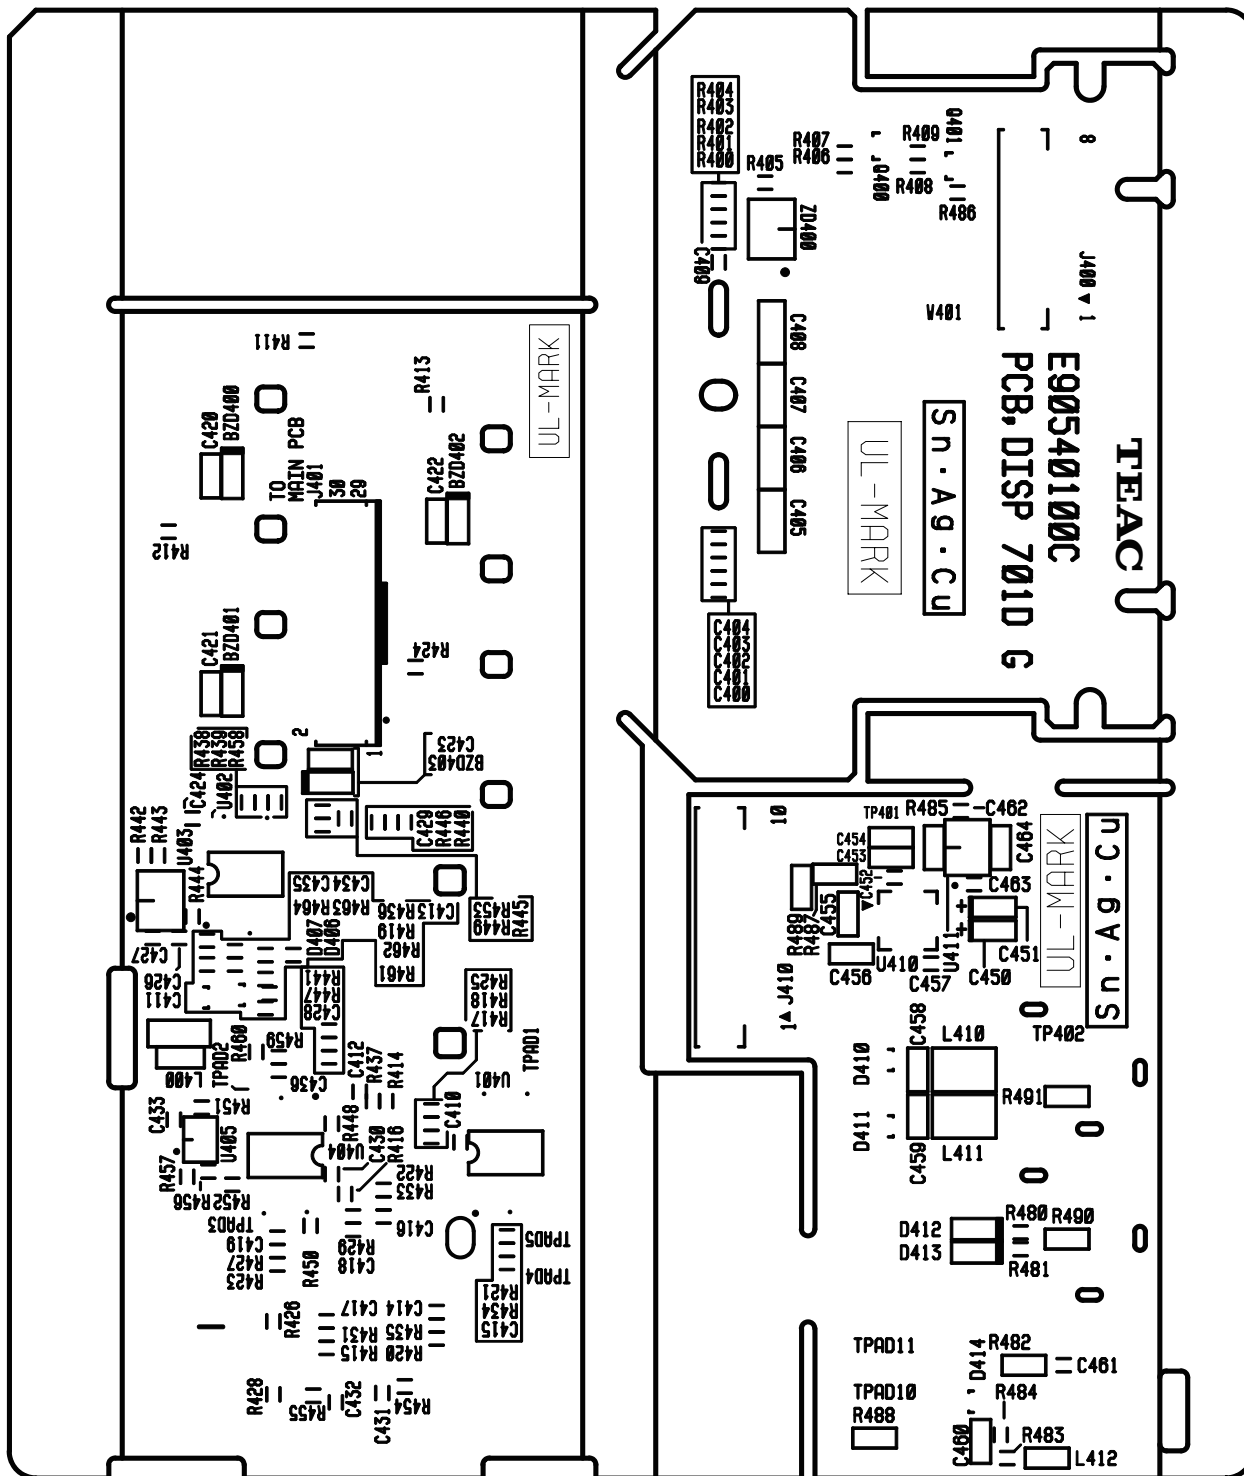 R404
R403
R402
R401
R400
R405
R407
R406
Q400
R409
R408
Q401
R486
ZD400
C409
W401
8
J400
1
C408
C407
C406
C405
C404
C403
C402
C401
C400
UL-MARK
Sn·Ag·Cu
PCB,DISP 701D G
E90540100C
TEAC
R411
R413
UL-MARK
C420
BZD400
TO
MAIN PCB
J401
30
29
C422
BZD402
R412
C421
BZD401
R424
R438
R439
R458
2
1
C423
BZD403
C424
U402
R442
R443
U403
R444
C429
R446
R440
C435
C434
R464
R463
R436
C413
R419
R453
R449
R445
D407
D406
R462
R461
C427
C426
C411
R441
R447
C428
R425
R418
R417
R460
R459
TPAD2
L400
C436
C412
R437
R414
U401
TPAD1
C433
R451
U405
R448
U404
C430
R416
C410
R457
R456
R452
R422
R433
TPAD3
C419
R427
R423
R450
R429
C418
C416
TPAD5
TPAD4
R421
R434
C415
R426
C417
C414
R431
R435
R415
R420
R428
R455
C432
C431
R454
10
TP401
R485
C462
C454
C453
C464
C452
C463
R489
R487
C455
C456
U410
C457
U411
C450
C451
UL-MARK
Sn·Ag·Cu
J410
1
C458
L410
TP402
D410
D411
R491
C459
L411
R480
R490
D412
D413
R481
TPAD11
D414
R482
C461
TPAD10
R484
R488
C460
R483
L412